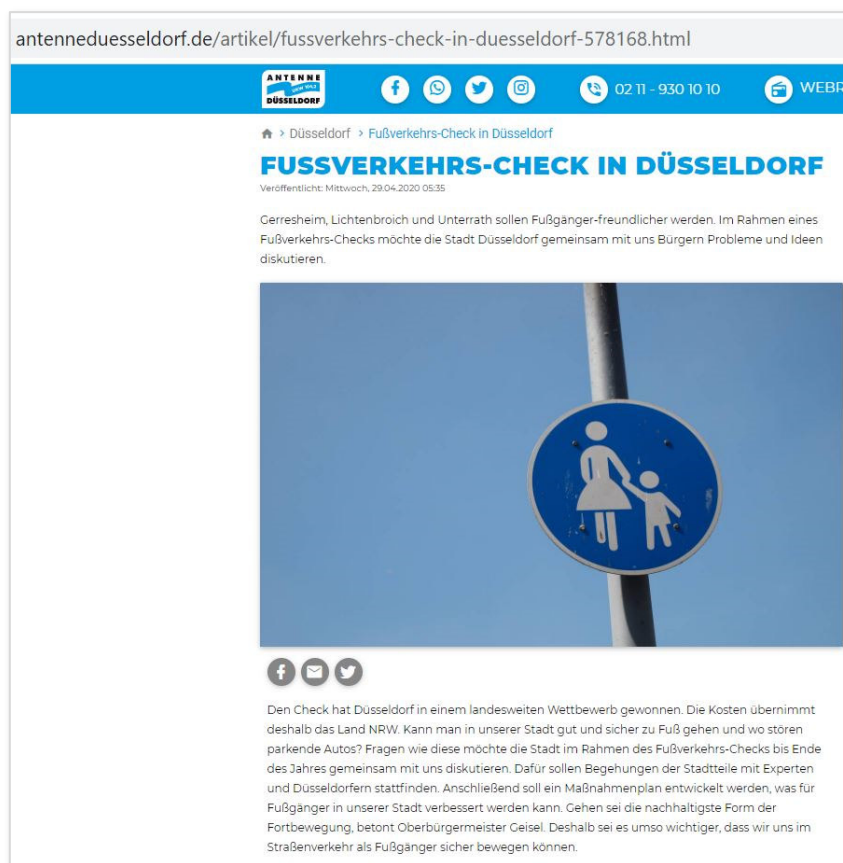 antenneduesseldorf.de/artikel/fussverkehrs-check-in-duesseldorf-578168.html
ANTENNE
DÜSSELDORF
02 11 - 930 10 10
WEBR
> Düsseldorf > Fußverkehrs-Check in Düsseldorf
FUSSVERKEHRS-CHECK IN DÜSSELDORF
Veröffentlicht: Mittwoch, 29.04.2020 05:35
Gerresheim, Lichtenbroich und Unterrath sollen Fußgänger-freundlicher werden. Im Rahmen eines
Fußverkehrs-Checks möchte die Stadt Düsseldorf gemeinsam mit uns Bürgern Probleme und Ideen
diskutieren.
Den Check hat Düsseldorf in einem landesweiten Wettbewerb gewonnen. Die Kosten übernimmt
deshalb das Land NRW. Kann man in unserer Stadt gut und sicher zu Fuß gehen und wo stören
parkende Autos? Fragen wie diese möchte die Stadt im Rahmen des Fußverkehrs-Checks bis Ende
des Jahres gemeinsam mit uns diskutieren. Dafür sollen Begehungen der Stadtteile mit Experten
und Düsseldorfern stattfinden. Anschließend soll ein Maßnahmenplan entwickelt werden, was für
Fußgänger in unserer Stadt verbessert werden kann. Gehen sei die nachhaltigste Form der
Fortbewegung, betont Oberbürgermeister Geisel. Deshalb sei es umso wichtiger, dass wir uns im
Straßenverkehr als Fußgänger sicher bewegen können.